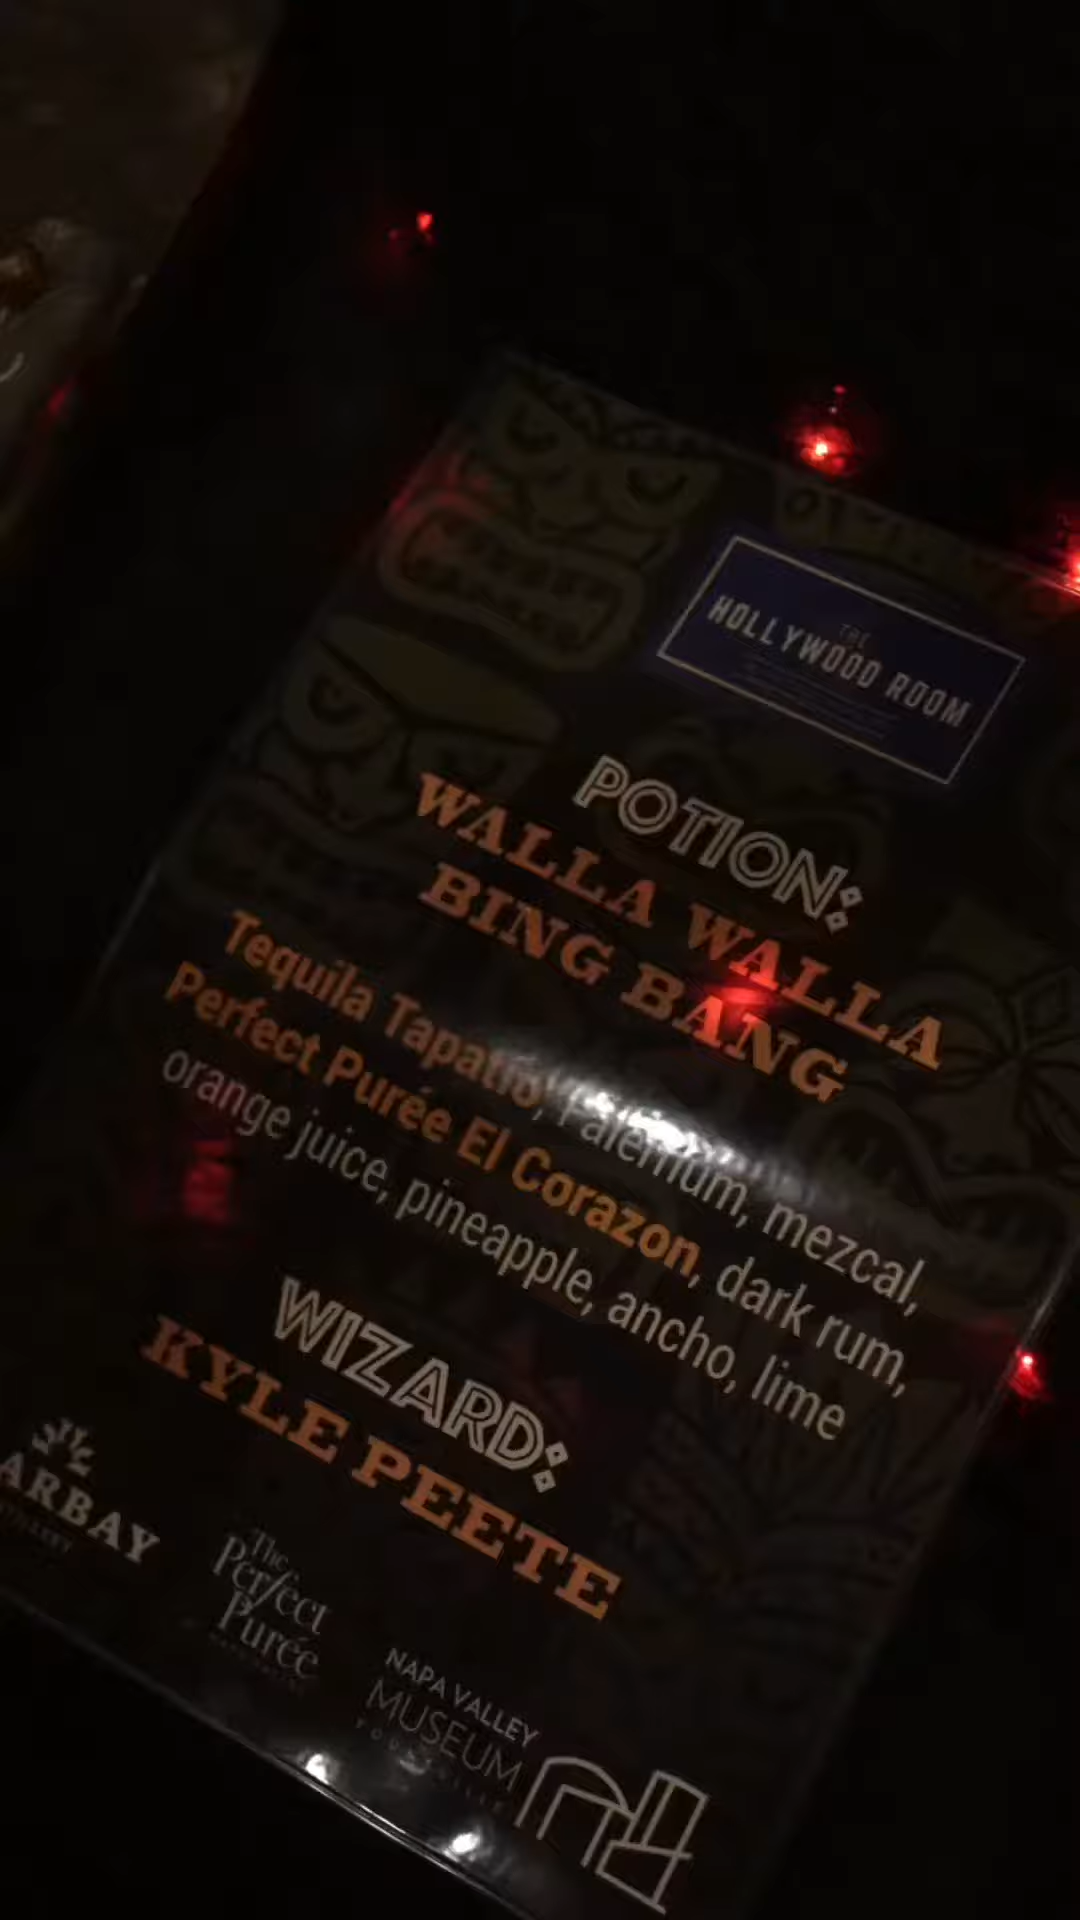 THE
HOLLYWOOD ROOM
POTION:
WALLA WALLA
BING BANG
Tequila Tapatio, Falernum, mezcal,
Perfect Purée El Corazon, dark rum,
orange juice, pineapple, ancho, lime
WIZARD:
KYLE PEETE
ARBAY
The
Perfect
Purée
NAPA VALLEY
MUSEUM